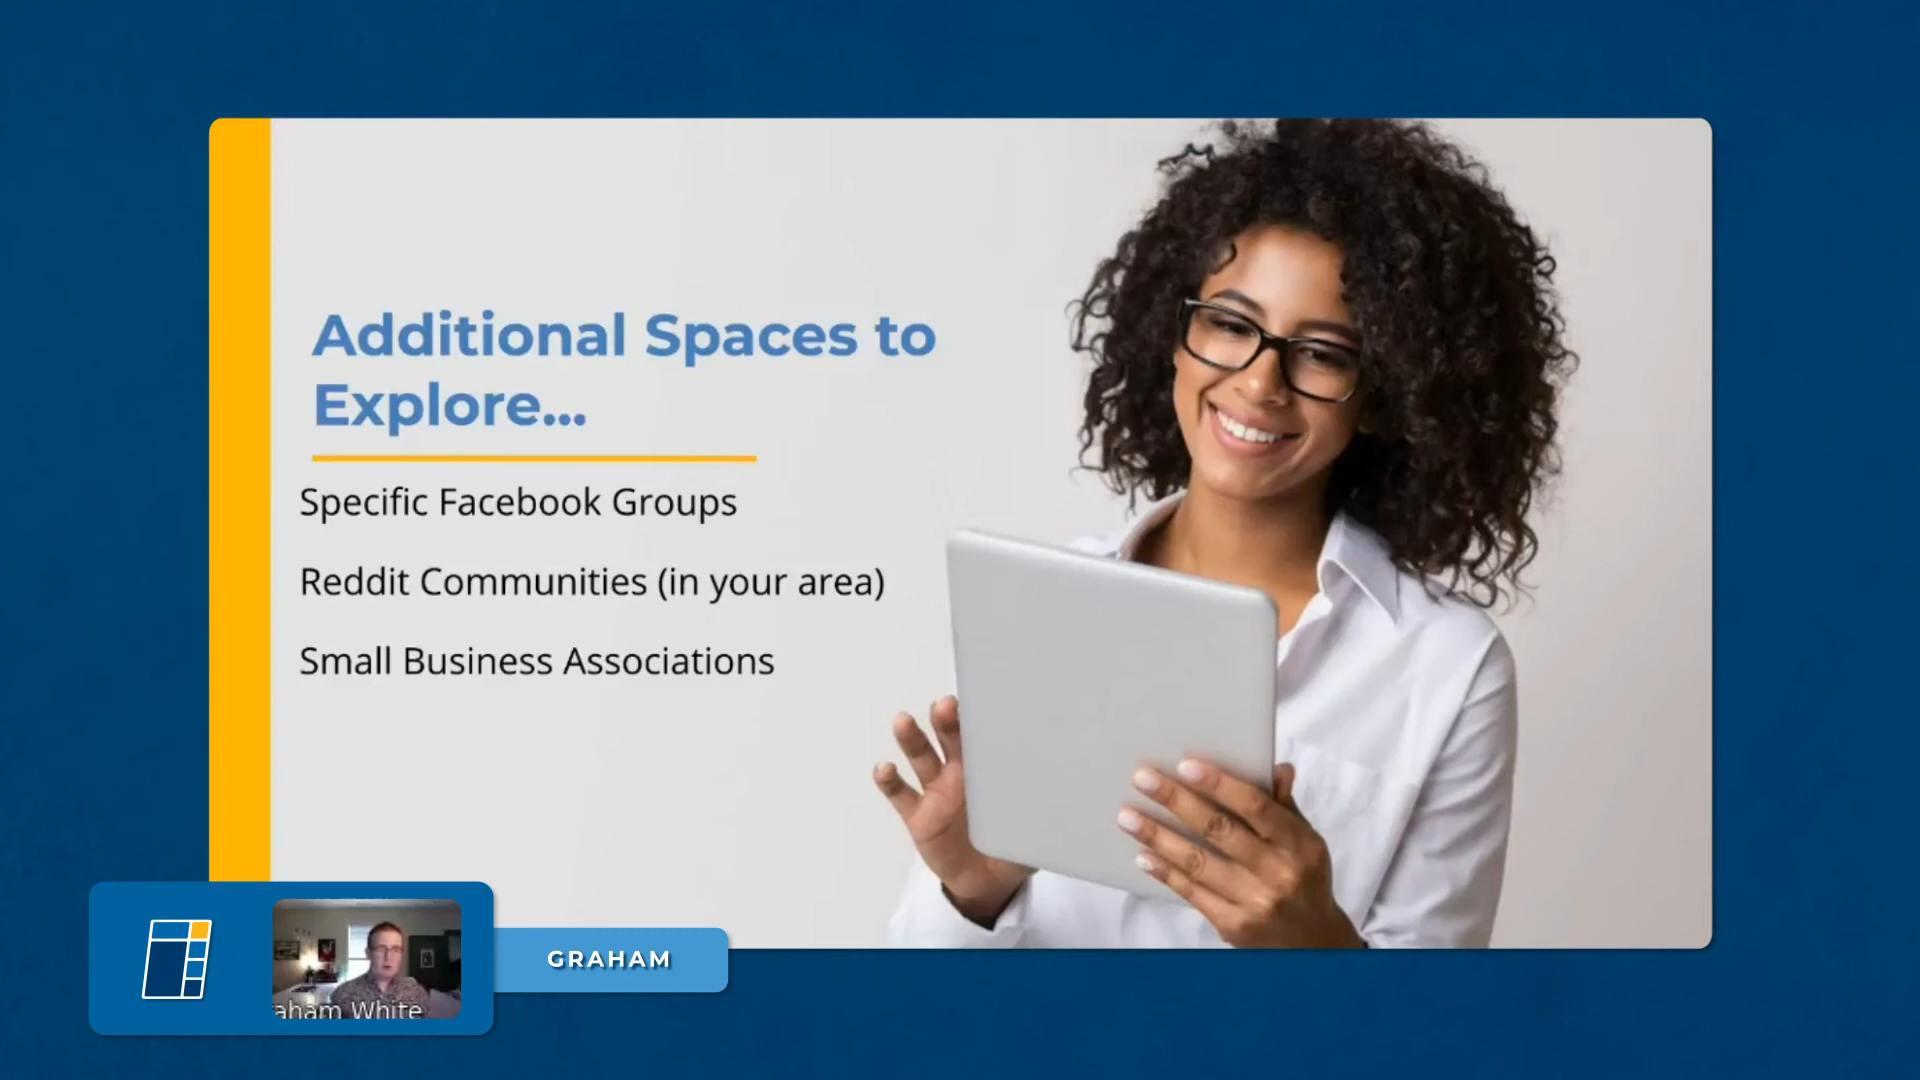 Additional Spaces to
Explore...
Specific Facebook Groups
Reddit Communities (in your area)
Small Business Associations
GRAHAM
aham White